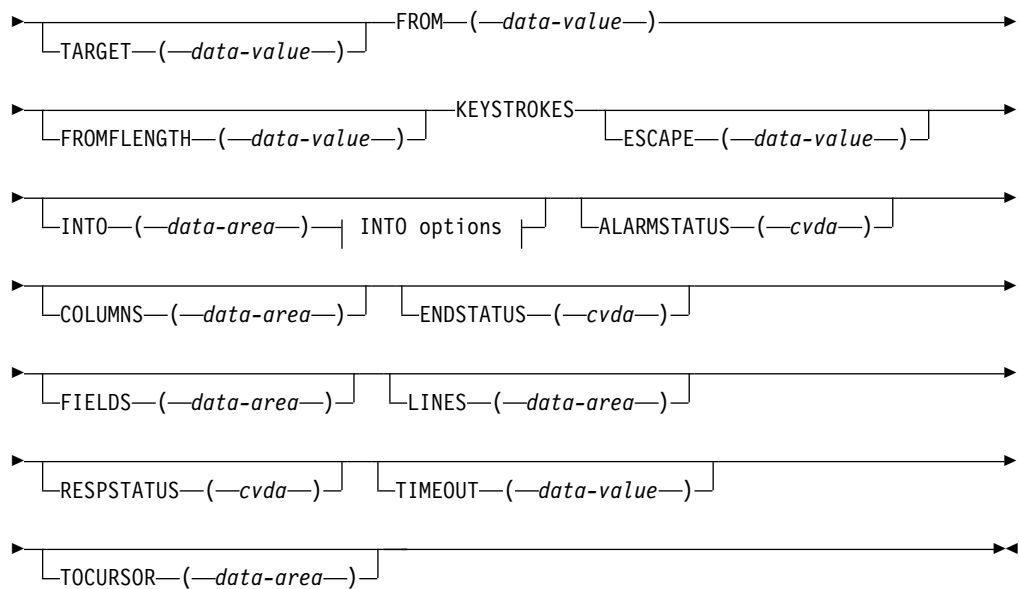 FROM (data-value)
TARGET (data-value)
KEYSTROKES
FROMFLENGTH (data-value) ESCAPE (data-value)
INTO (data-area) INTO options ALARMSTATUS (cvda)
COLUMNS (data-area) ENDSTATUS (cvda)
FIELDS (data-area) LINES (data-area)
RESPSTATUS (cvda) TIMEOUT (data-value)
TOCURSOR (data-area)